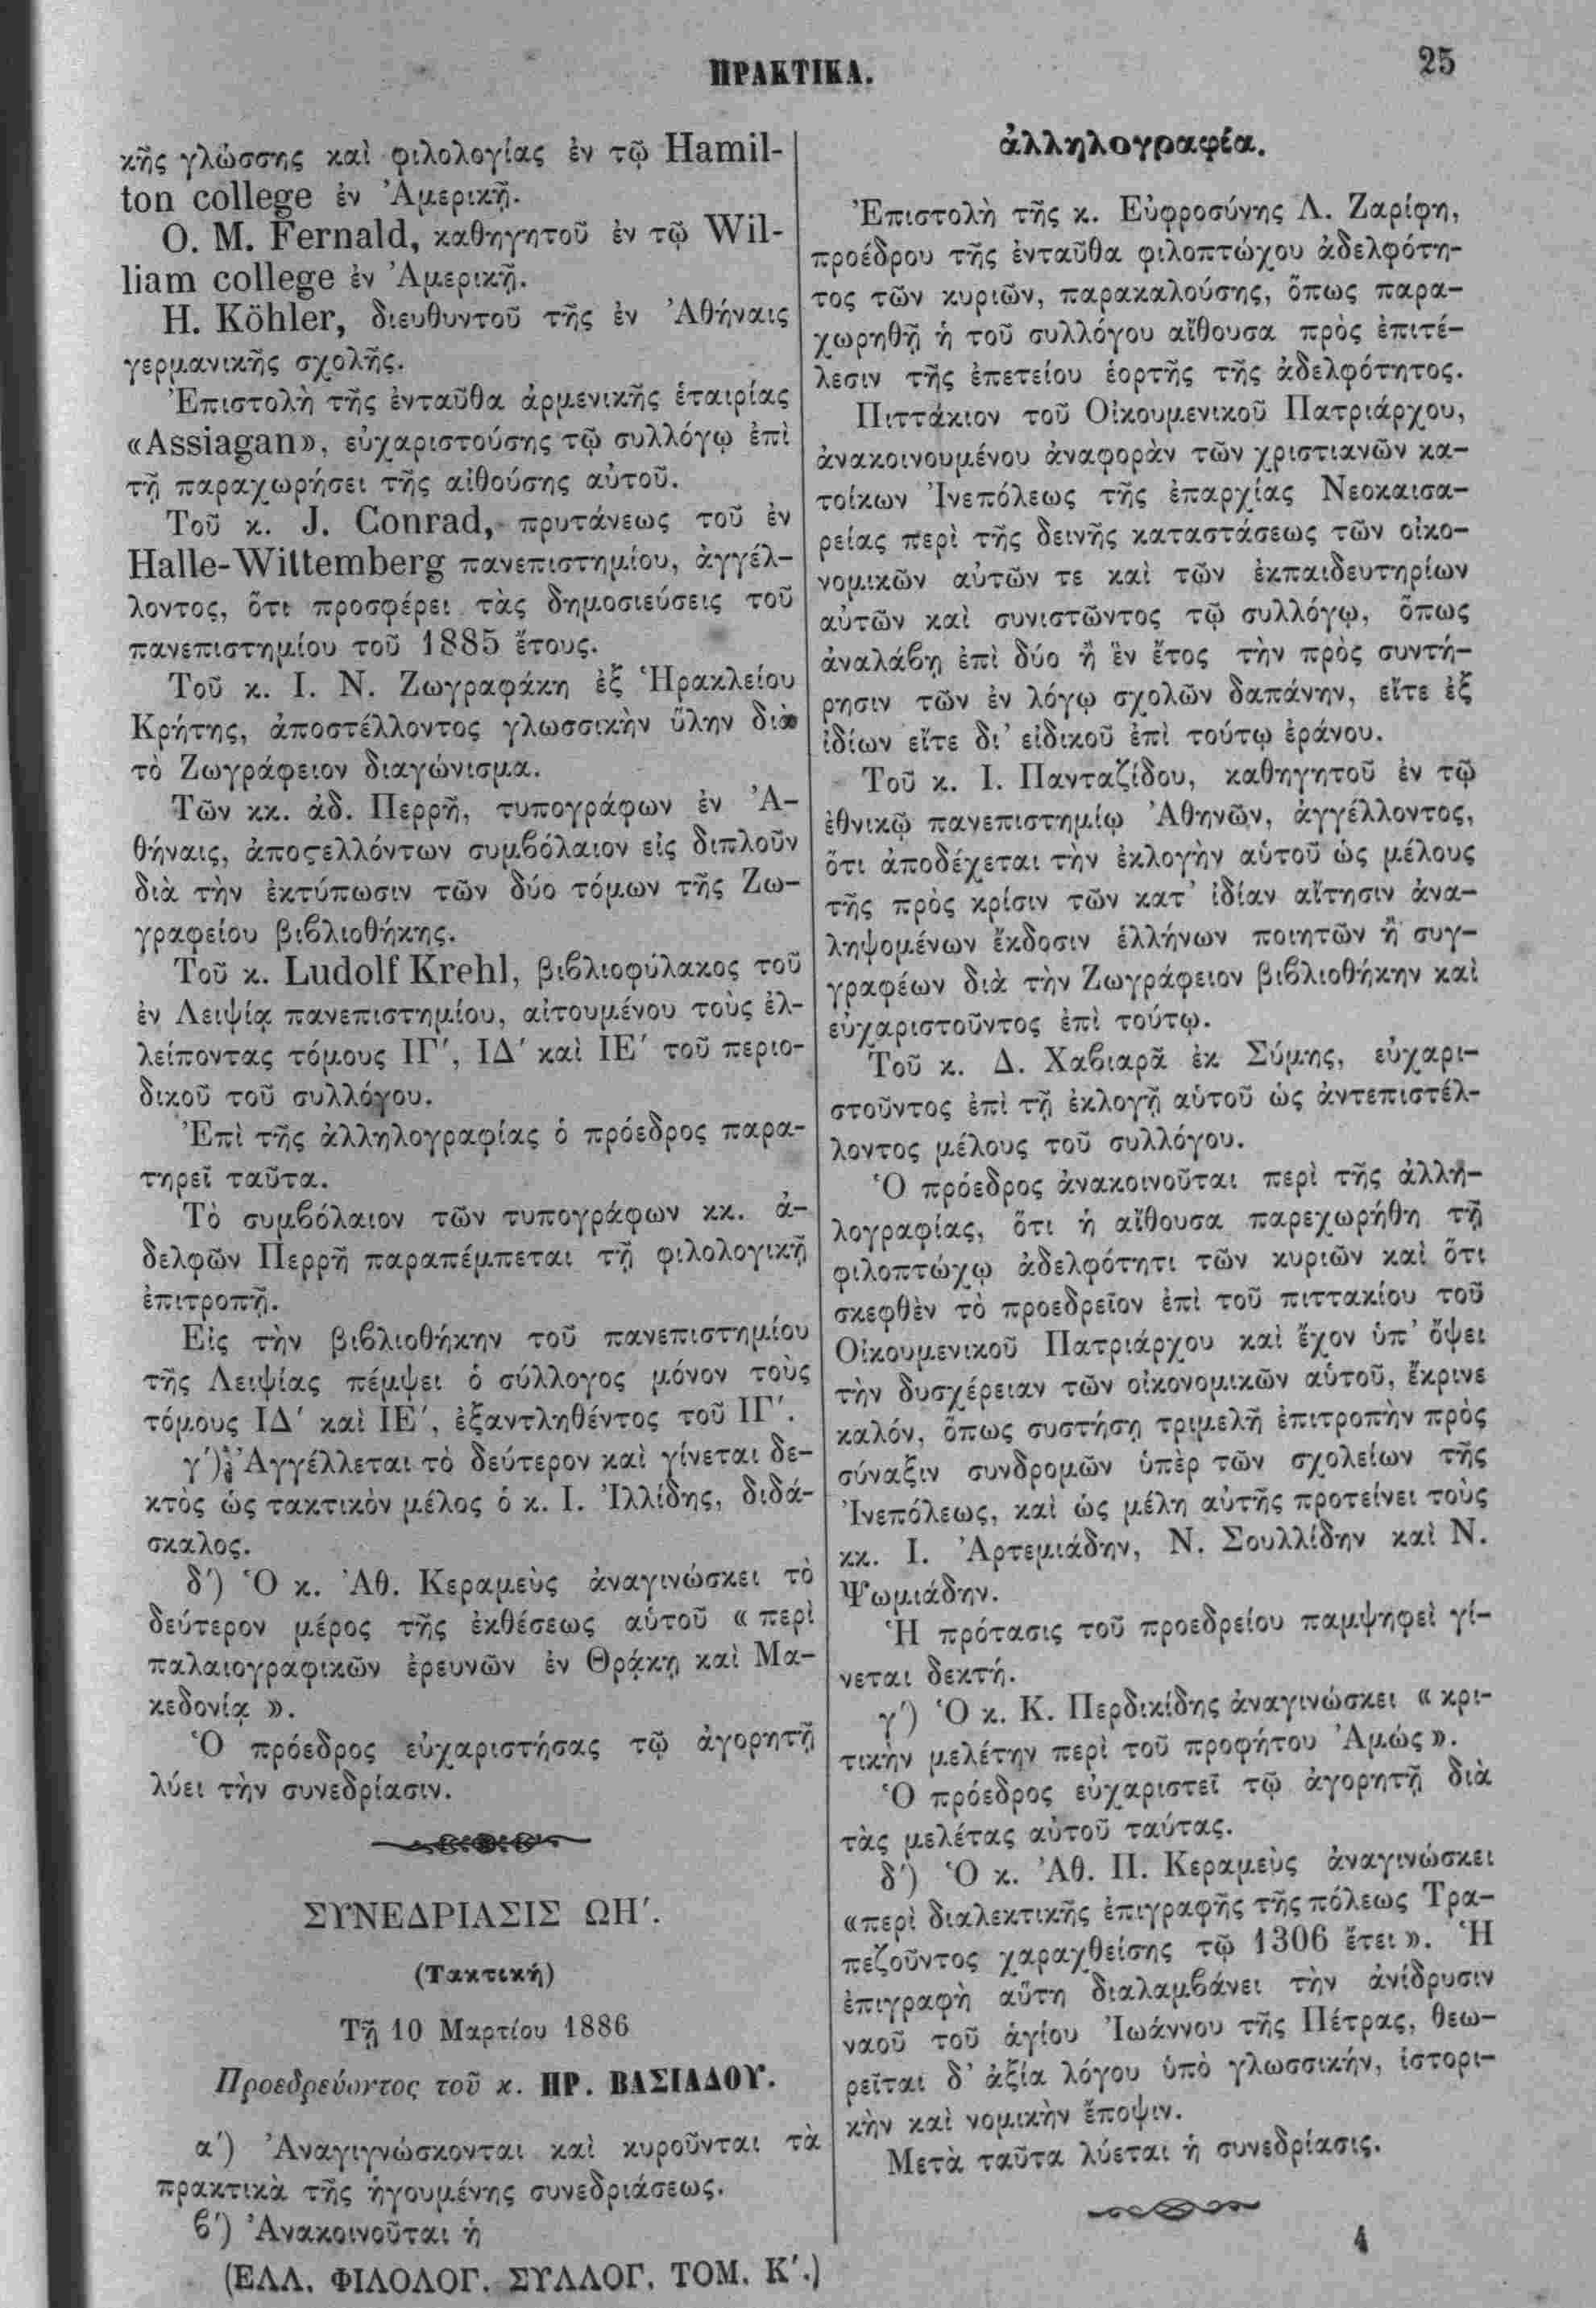 ΠΡΑΚΤΙΚΑ.
25
κῆς γλώσσης καὶ φιλολογίας ἐν τῷ Hamil-
ton college ἐν Ἀμερικῇ.
O. M. Fernald, καθηγητοῦ ἐν τῷ Wil-
liam college ἐν Ἀμερικῇ.
H. Köhler, διευθυντοῦ τῆς ἐν Ἀθήναις
γερμανικῆς σχολῆς.
Ἐπιστολὴ τῆς ἐνταῦθα ἀρμενικῆς ἑταιρίας
«Assiagan», εὐχαριστούσης τῷ συλλόγῳ ἐπὶ
τῇ παραχωρήσει τῆς αἰθούσης αὐτοῦ.
Τοῦ κ. J. Conrad, πρυτάνεως τοῦ ἐν
Halle-Wittemberg πανεπιστημίου, ἀγγέλ-
λοντος, ὅτι προσφέρει τὰς δημοσιεύσεις τοῦ
πανεπιστημίου τοῦ 1885 ἔτους.
Τοῦ κ. Ι. Ν. Ζωγραφάκη ἐξ Ἡρακλείου
Κρήτης, ἀποστέλλοντος γλωσσικὴν ὕλην διὰ
τὸ Ζωγράφειον διαγώνισμα.
Τῶν κκ. ἀδ. Περρῆ, τυπογράφων ἐν Ἀ-
θήναις, ἀποϛελλόντων συμβόλαιον εἰς διπλοῦν
διὰ τὴν ἐκτύπωσιν τῶν δύο τόμων τῆς Ζω-
γραφείου βιβλιοθήκης.
Τοῦ κ. Ludolf Krehl, βιβλιοφύλακος τοῦ
ἐν Λειψίᾳ πανεπιστημίου, αἰτουμένου τοὺς ἐλ-
λείποντας τόμους ΙΓ′, ΙΔ′ καὶ ΙΕ′ τοῦ περιο-
δικοῦ τοῦ συλλόγου.
Ἐπὶ τῆς ἀλληλογραφίας ὁ πρόεδρος παρα-
τηρεῖ ταῦτα.
Τὸ συμβόλαιον τῶν τυπογράφων κκ. ἀ-
δελφῶν Περρῆ παραπέμπεται τῇ φιλολογικῇ
ἐπιτροπῇ.
Εἰς τὴν βιβλιοθήκην τοῦ πανεπιστημίου
τῆς Λειψίας πέμψει ὁ σύλλογος μόνον τοὺς
τόμους ΙΔ′ καὶ ΙΕ′, ἐξαντληθέντος τοῦ ΙΓ′.
γ′) Ἀγγέλλεται τὸ δεύτερον καὶ γίνεται δε-
κτὸς ὡς τακτικὸν μέλος ὁ κ. Ι. Ἰλλίδης, διδά-
σκαλος.
δ′) Ὁ κ. Ἀθ. Κεραμεὺς ἀναγινώσκει τὸ
δεύτερον μέρος τῆς ἐκθέσεως αὑτοῦ « περὶ
παλαιογραφικῶν ἐρευνῶν ἐν Θρᾴκῃ καὶ Μα-
κεδονίᾳ ».
Ὁ πρόεδρος εὐχαριστήσας τῷ ἀγορητῇ
λύει τὴν συνεδρίασιν.
ΣΥΝΕΔΡΙΑΣΙΣ ΩΗ′.
(Τακτική)
Τῇ 10 Μαρτίου 1886
Προεδρεύοντος τοῦ κ. ΗΡ. ΒΑΣΙΑΔΟΥ.
α′) Ἀναγιγνώσκονται καὶ κυροῦνται τὰ
πρακτικὰ τῆς ἡγουμένης συνεδριάσεως.
β′) Ἀνακοινοῦται ἡ
(ΕΛΛ. ΦΙΛΟΛΟΓ. ΣΥΛΛΟΓ. ΤΟΜ. Κ′.)
ἀλληλογραφία.
Ἐπιστολὴ τῆς κ. Εὐφροσύνης Λ. Ζαρίφη,
προέδρου τῆς ἐνταῦθα φιλοπτώχου ἀδελφότη-
τος τῶν κυριῶν, παρακαλούσης, ὅπως παρα-
χωρηθῇ ἡ τοῦ συλλόγου αἴθουσα πρὸς ἐπιτέ-
λεσιν τῆς ἐπετείου ἑορτῆς τῆς ἀδελφότητος.
Πιττάκιον τοῦ Οἰκουμενικοῦ Πατριάρχου,
ἀνακοινουμένου ἀναφορὰν τῶν χριστιανῶν κα-
τοίκων Ἰνεπόλεως τῆς ἐπαρχίας Νεοκαισα-
ρείας περὶ τῆς δεινῆς καταστάσεως τῶν οἰκο-
νομικῶν αὐτῶν τε καὶ τῶν ἐκπαιδευτηρίων
αὐτῶν καὶ συνιστῶντος τῷ συλλόγῳ, ὅπως
ἀναλάβῃ ἐπὶ δύο ἢ ἓν ἔτος τὴν πρὸς συντή-
ρησιν τῶν ἐν λόγῳ σχολῶν δαπάνην, εἴτε ἐξ
ἰδίων εἴτε δι' εἰδικοῦ ἐπὶ τούτῳ ἐράνου.
Τοῦ κ. Ι. Πανταζίδου, καθηγητοῦ ἐν τῷ
ἐθνικῷ πανεπιστημίῳ Ἀθηνῶν, ἀγγέλλοντος,
ὅτι ἀποδέχεται τὴν ἐκλογὴν αὑτοῦ ὡς μέλους
τῆς πρὸς κρίσιν τῶν κατ' ἰδίαν αἴτησιν ἀνα-
ληψομένων ἔκδοσιν ἑλλήνων ποιητῶν ἢ συγ-
γραφέων διὰ τὴν Ζωγράφειον βιβλιοθήκην καὶ
εὐχαριστοῦντος ἐπὶ τούτῳ.
Τοῦ κ. Δ. Χαβιαρᾶ ἐκ Σύμης, εὐχαρι-
στοῦντος ἐπὶ τῇ ἐκλογῇ αὑτοῦ ὡς ἀντεπιστέλ-
λοντος μέλους τοῦ συλλόγου.
Ὁ πρόεδρος ἀνακοινοῦται περὶ τῆς ἀλλη-
λογραφίας, ὅτι ἡ αἴθουσα παρεχωρήθη τῇ
φιλοπτώχῳ ἀδελφότητι τῶν κυριῶν καὶ ὅτι
σκεφθὲν τὸ προεδρεῖον ἐπὶ τοῦ πιττακίου τοῦ
Οἰκουμενικοῦ Πατριάρχου καὶ ἔχον ὑπ' ὄψει
τὴν δυσχέρειαν τῶν οἰκονομικῶν αὑτοῦ, ἔκρινε
καλόν, ὅπως συστήσῃ τριμελῆ ἐπιτροπὴν πρὸς
σύναξιν συνδρομῶν ὑπὲρ τῶν σχολείων τῆς
Ἰνεπόλεως, καὶ ὡς μέλη αὐτῆς προτείνει τοὺς
κκ. Ι. Ἀρτεμιάδην, Ν. Σουλλίδην καὶ Ν.
Ψωμιάδην.
Ἡ πρότασις τοῦ προεδρείου παμψηφεὶ γί-
νεται δεκτή.
γ′) Ὁ κ. Κ. Περδικίδης ἀναγινώσκει « κρι-
τικὴν μελέτην περὶ τοῦ προφήτου Ἀμώς ».
Ὁ πρόεδρος εὐχαριστεῖ τῷ ἀγορητῇ διὰ
τὰς μελέτας αὐτοῦ ταύτας.
δ′) Ὁ κ. Ἀθ. Π. Κεραμεὺς ἀναγινώσκει
«περὶ διαλεκτικῆς ἐπιγραφῆς τῆς πόλεως Τρα-
πεζοῦντος χαραχθείσης τῷ 1306 ἔτει ». Ἡ
ἐπιγραφὴ αὕτη διαλαμβάνει τὴν ἀνίδρυσιν
ναοῦ τοῦ ἁγίου Ἰωάννου τῆς Πέτρας, θεω-
ρεῖται δ' ἀξία λόγου ὑπὸ γλωσσικήν, ἱστορι-
κὴν καὶ νομικὴν ἔποψιν.
Μετὰ ταῦτα λύεται ἡ συνεδρίασις.
4